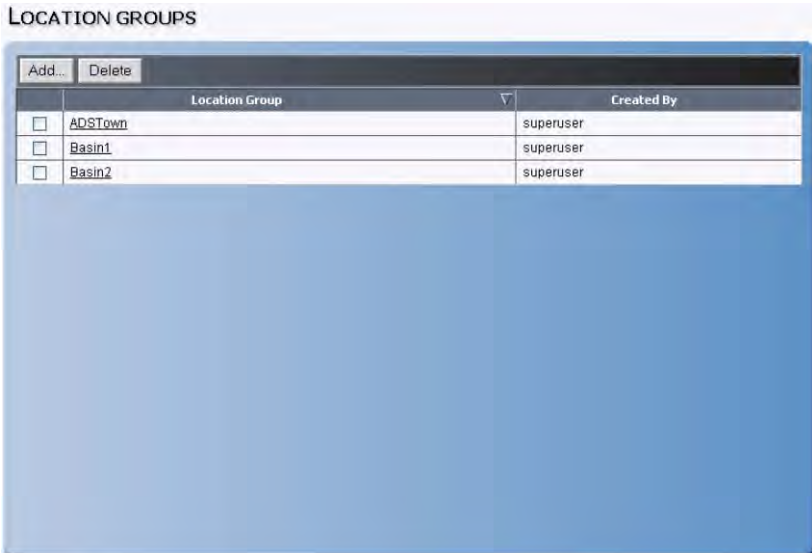 LOCATION GROUPS
Add... Delete
Location Group Created By
ADSTown superuser
Basin1 superuser
Basin2 superuser